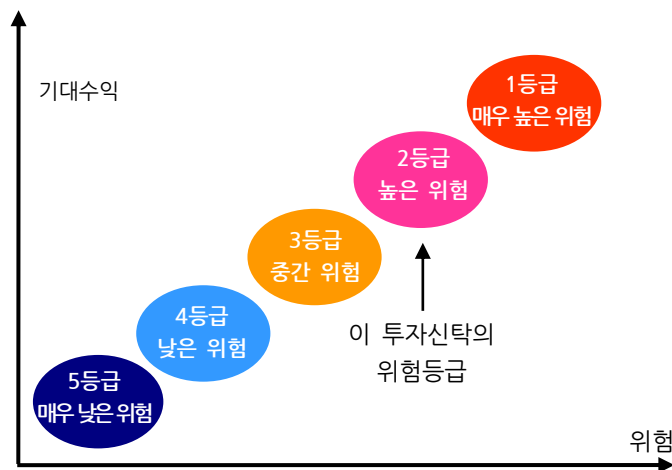 기대수익
1등급
매우 높은 위험
2등급
높은 위험
3등급
중간 위험
4등급
낮은 위험
이 투자신탁의
위험등급
5등급
매우 낮은 위험
위험